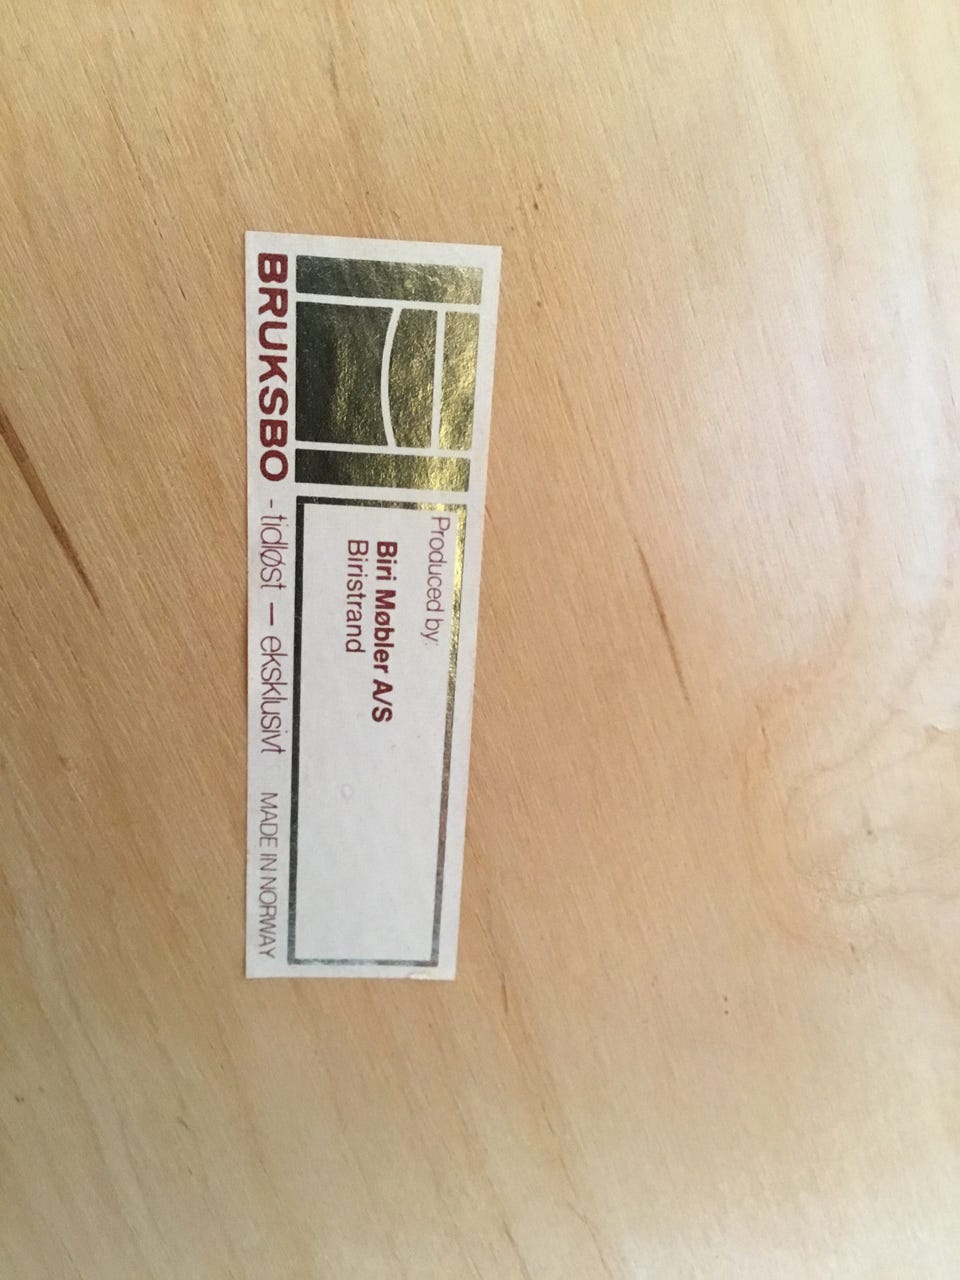 Produced by:
Biri Møbler A/S
Biristrand
BRUKSBO - tidløst – eksklusivt MADE IN NORWAY